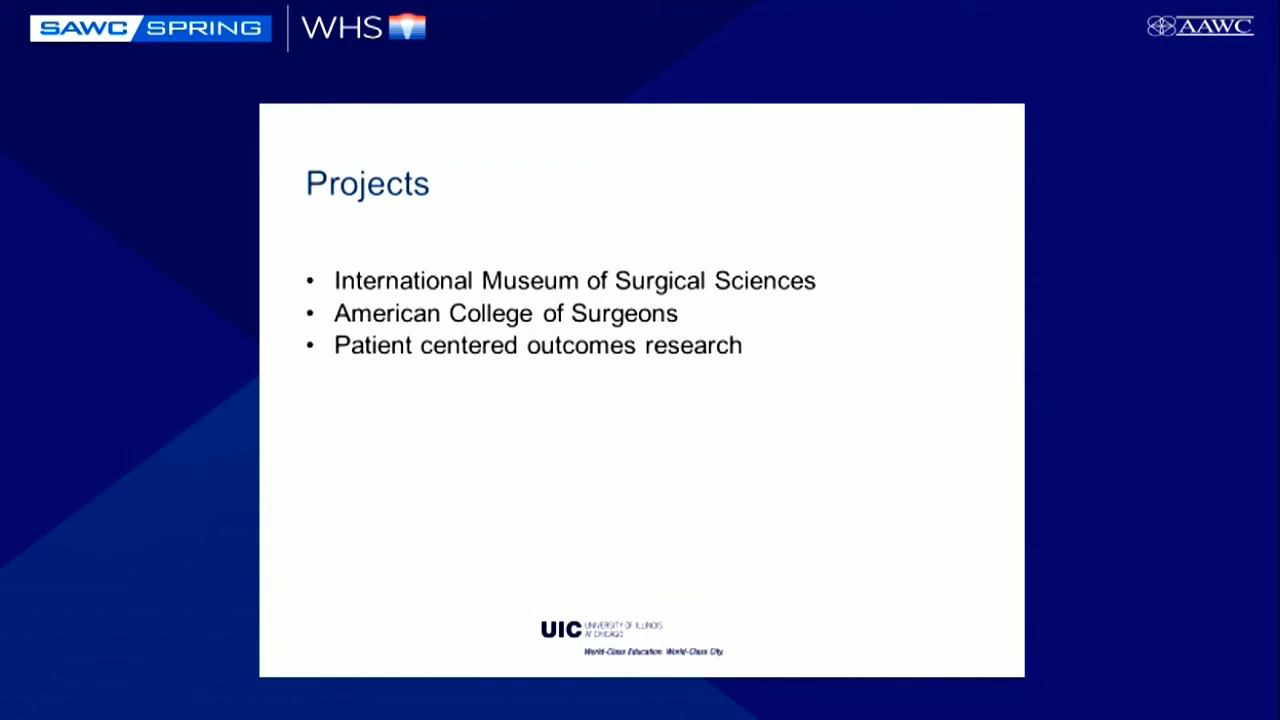 SAWC SPRING WHS AAWC
Projects
• International Museum of Surgical Sciences
• American College of Surgeons
• Patient centered outcomes research
UIC UNIVERSITY OF ILLINOIS
AT CHICAGO
World-Class Education. World-Class City.